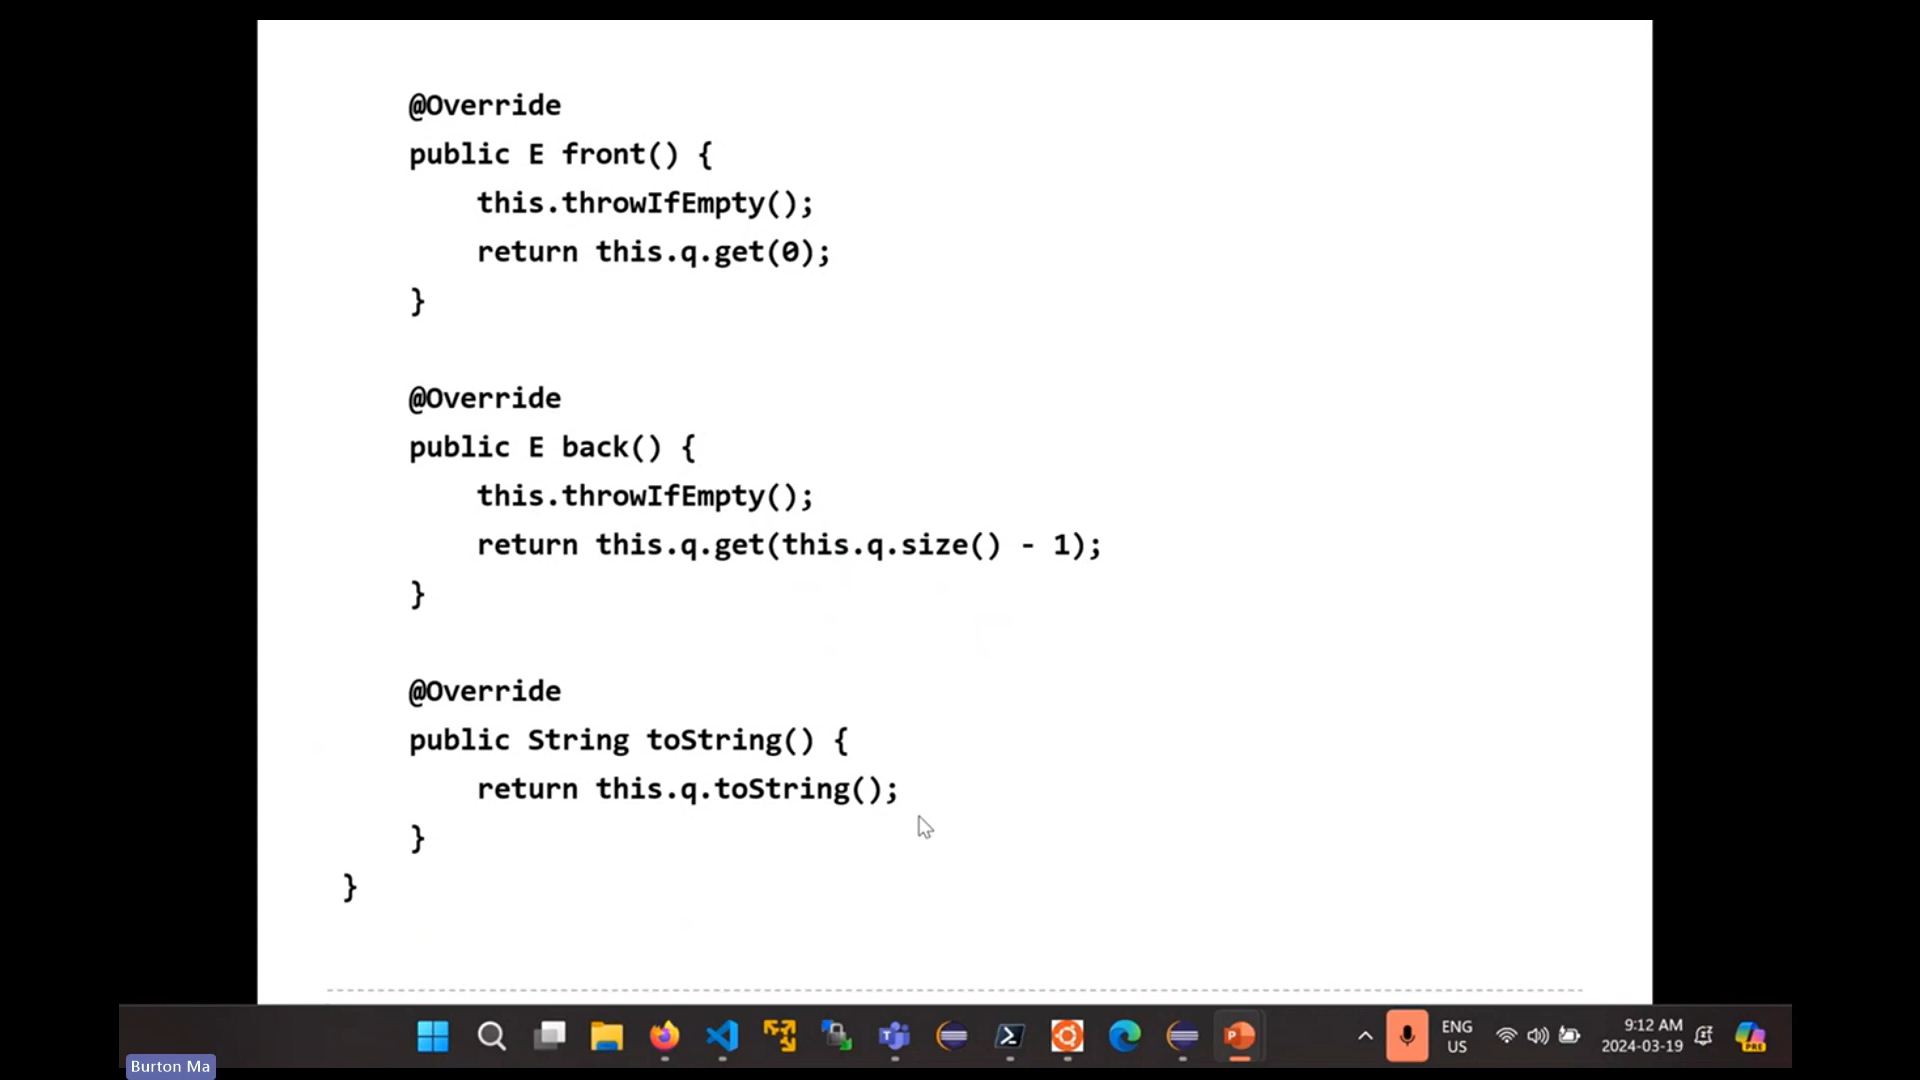 @Override
public E front() {
this.throwIfEmpty();
return this.q.get(0);
}
@Override
public E back() {
this.throwIfEmpty();
return this.q.get(this.q.size() - 1);
}
@Override
public String toString() {
return this.q.toString();
}
}
ENG
US
9:12 AM
2024-03-19
PRE
Burton Ma